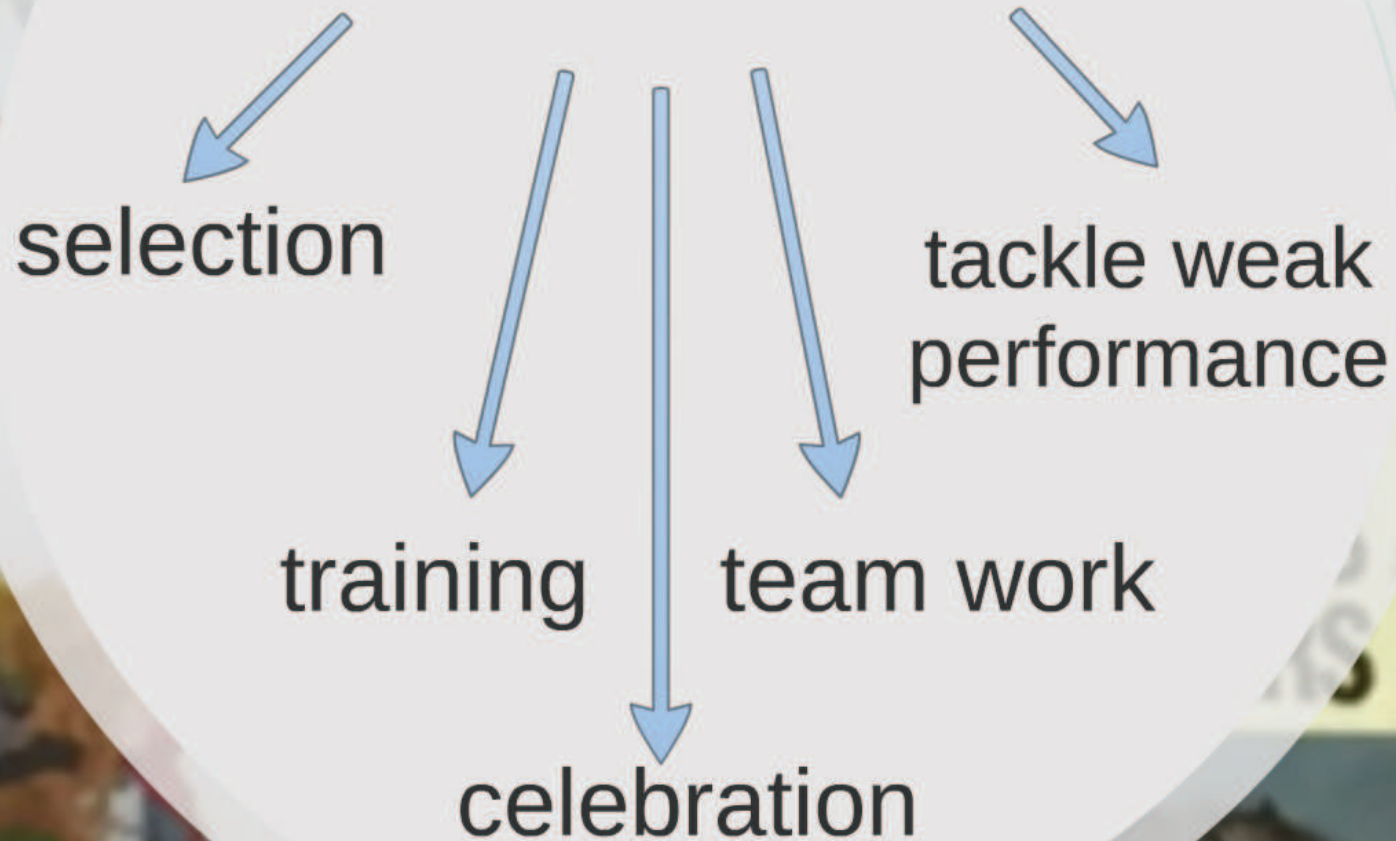 selection
tackle weak
performance
training
team work
celebration